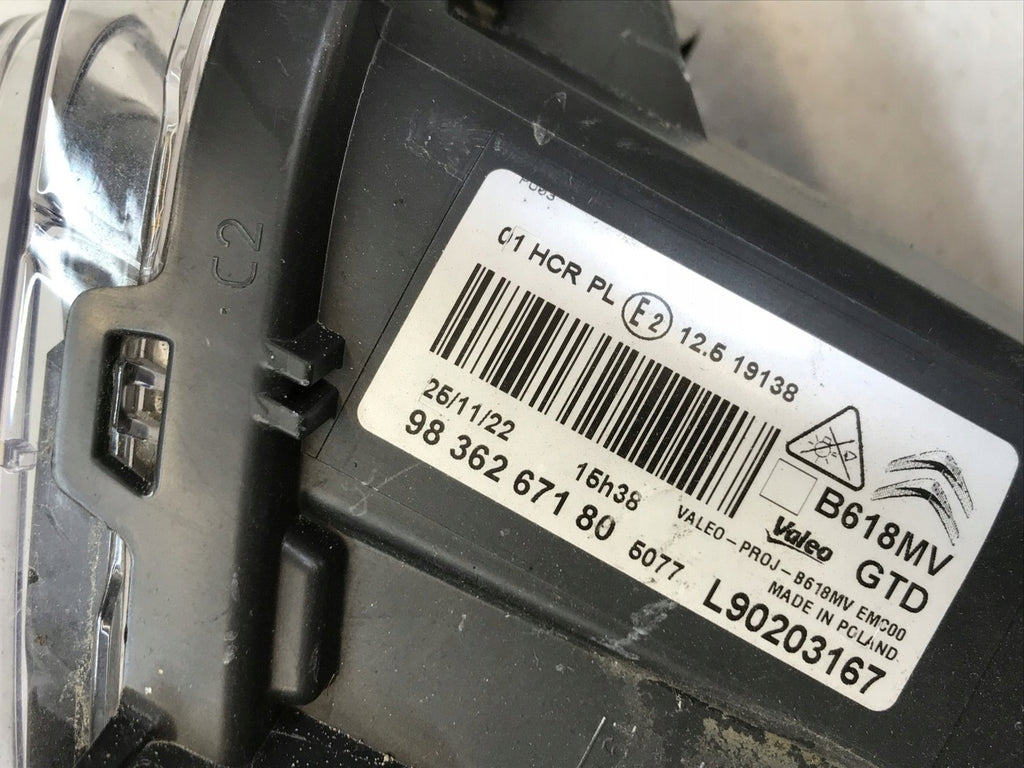 C2
01 HCR PL E2 12.5 19138
25/11/22 15h38
98 362 671 80 5077
VALEO-PROJ-B618MV EMC00
MADE IN POLAND.
L90203167
Valeo
B618MV
GTD